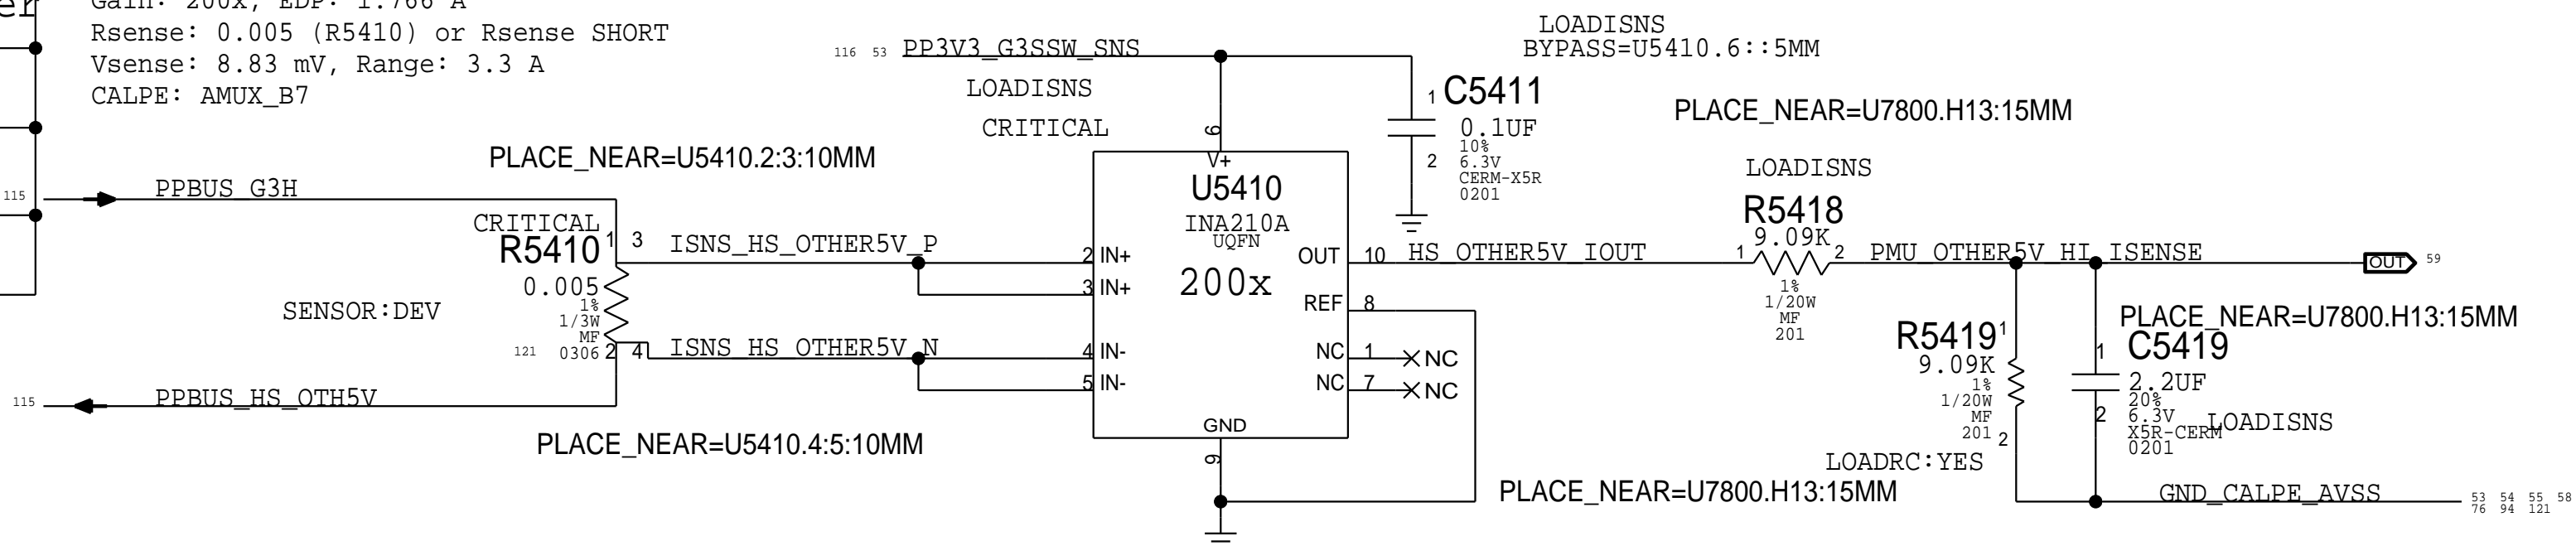 er
Gain: 200x, EDP: 1.766 A
Rsense: 0.005 (R5410) or Rsense SHORT
Vsense: 8.83 mV, Range: 3.3 A
CALPE: AMUX_B7
116 53 PP3V3_G3SSW_SNS
LOADISNS
CRITICAL
LOADISNS
BYPASS=U5410.6::5MM
1 C5411
0.1UF
10%
2 6.3V
CERM-X5R
0201
PLACE_NEAR=U7800.H13:15MM
PLACE_NEAR=U5410.2:3:10MM
115 PPBUS_G3H
CRITICAL
R5410 1 3
0.005
1%
1/3W
MF
121 0306 2 4
SENSOR:DEV
ISNS_HS_OTHER5V_P
ISNS_HS_OTHER5V_N
115 PPBUS_HS_OTH5V
PLACE_NEAR=U5410.4:5:10MM
6
V+
U5410
INA210A
UQFN
200x
2 IN+
3 IN+
4 IN-
5 IN-
OUT 10
REF 8
NC 1 NC
NC 7 NC
GND
9
HS_OTHER5V_IOUT
LOADISNS
R5418
9.09K
1 2
1%
1/20W
MF
201
PMU_OTHER5V_HI_ISENSE
OUT 59
PLACE_NEAR=U7800.H13:15MM
R5419 1
9.09K
1%
1/20W
MF
201 2
LOADRC:YES
1 C5419
2.2UF
20%
2 6.3V
X5R-CERM
0201
LOADISNS
PLACE_NEAR=U7800.H13:15MM
GND_CALPE_AVSS
53 54 55 58
76 94 121